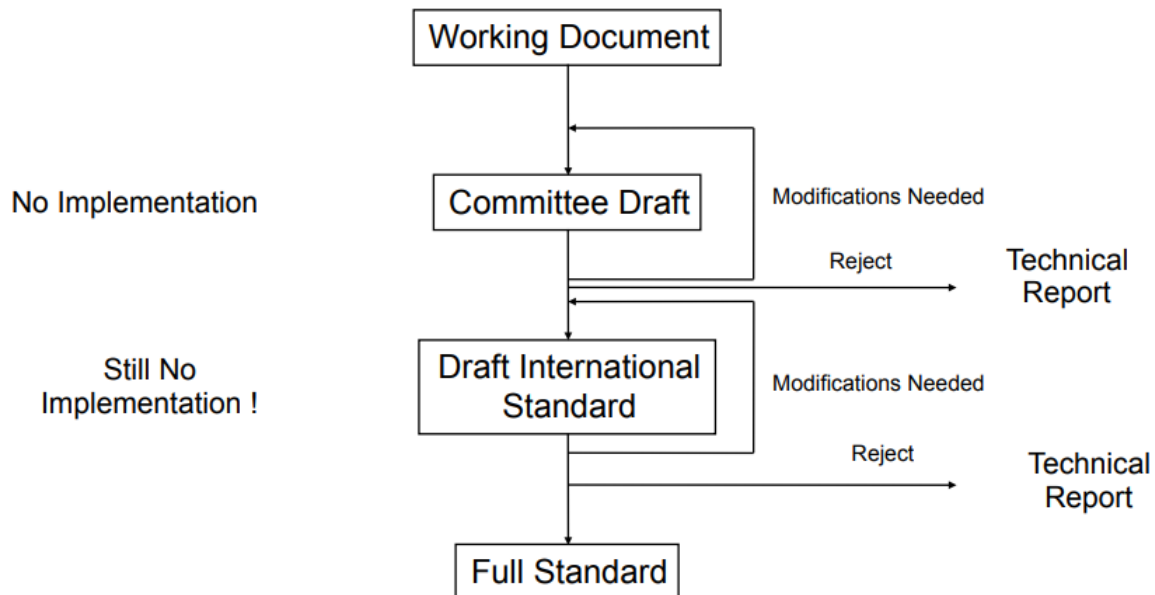 Working Document
No Implementation
Committee Draft
Modifications Needed
Reject
Technical
Report
Still No
Implementation !
Draft International
Standard
Modifications Needed
Reject
Technical
Report
Full Standard